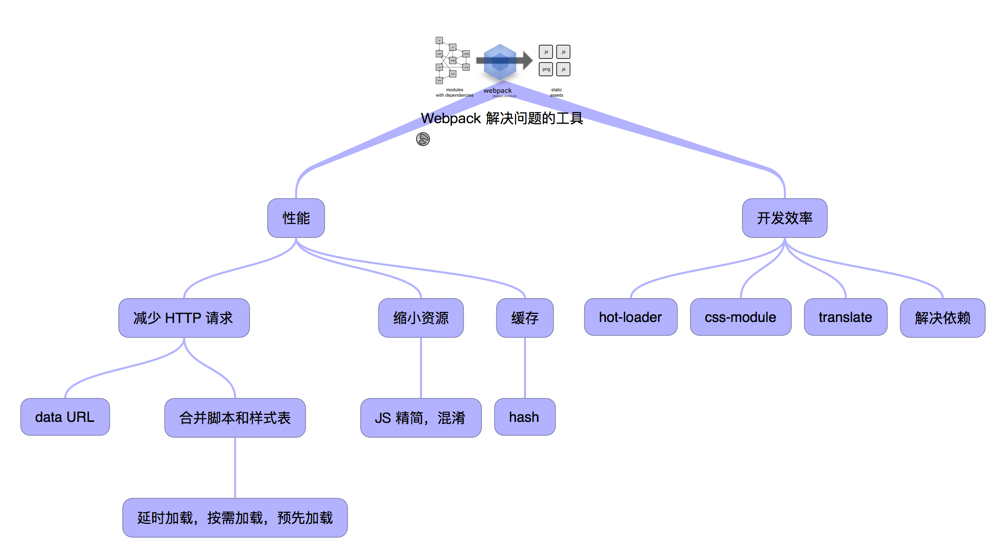 .js
.js
.png
.js
modules
with dependencies
webpack
static
assets
Webpack 解决问题的工具
性能
开发效率
减少 HTTP 请求
缩小资源
缓存
hot-loader
css-module
translate
解决依赖
data URL
合并脚本和样式表
JS 精简，混淆
hash
延时加载，按需加载，预先加载